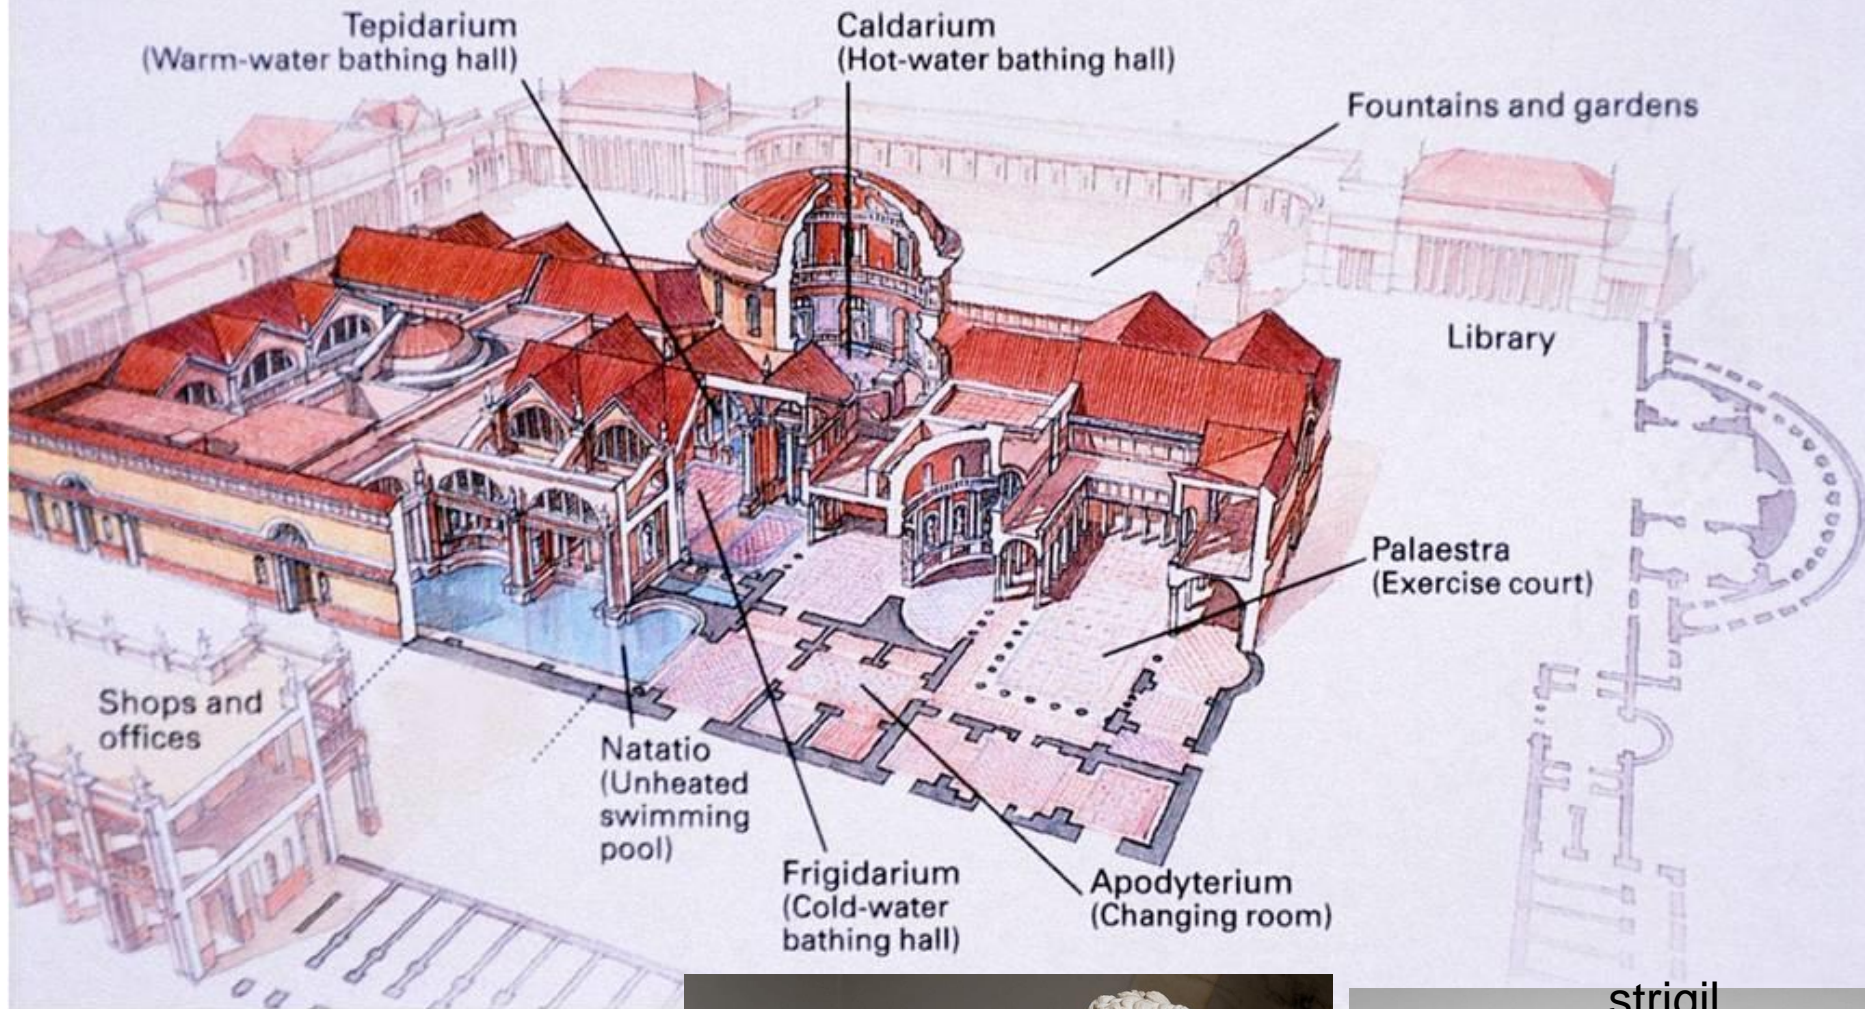 Tepidarium
(Warm-water bathing hall)
Caldarium
(Hot-water bathing hall)
Fountains and gardens
Library
Palaestra
(Exercise court)
Shops and
offices
Natatio
(Unheated
swimming
pool)
Frigidarium
(Cold-water
bathing hall)
Apodyterium
(Changing room)
strigil